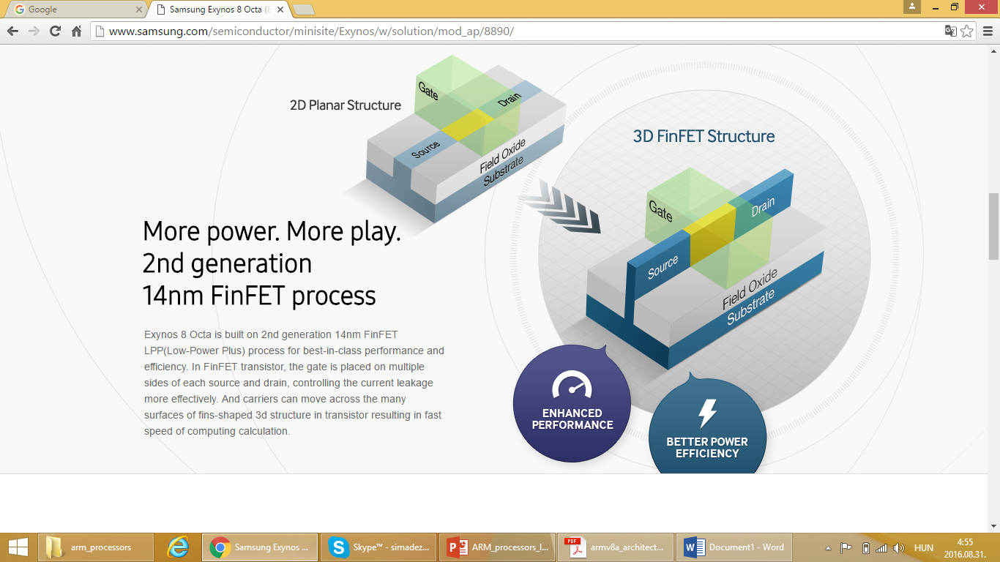 Google
Samsung Exynos 8 Octa (8
www.samsung.com/semiconductor/minisite/Exynos/w/solution/mod_ap/8890/
2D Planar Structure
Gate
Drain
Source
Field Oxide
Substrate
3D FinFET Structure
Gate
Drain
Source
Field Oxide
Substrate
More power. More play.
2nd generation
14nm FinFET process
Exynos 8 Octa is built on 2nd generation 14nm FinFET
LPP(Low-Power Plus) process for best-in-class performance and
efficiency. In FinFET transistor, the gate is placed on multiple
sides of each source and drain, controlling the current leakage
more effectively. And carriers can move across the many
surfaces of fins-shaped 3d structure in transistor resulting in fast
speed of computing calculation.
ENHANCED
PERFORMANCE
BETTER POWER
EFFICIENCY
arm_processors
Samsung Exynos ...
Skype™ - simadez...
ARM_processors_l...
PDF
armv8a_architect...
Document1 - Word
HUN
4:55
2016.08.31.